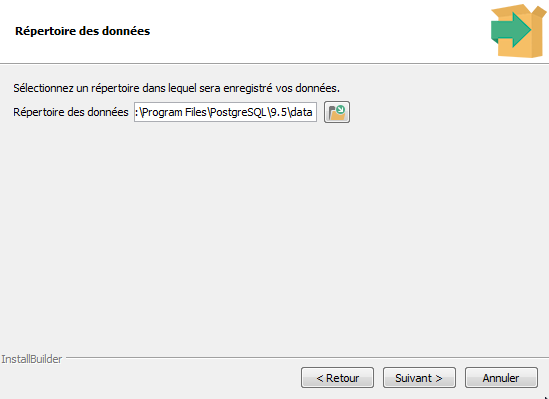 Répertoire des données
Sélectionnez un répertoire dans lequel sera enregistré vos données.
Répertoire des données :\Program Files\PostgreSQL\9.5\data
InstallBuilder
< Retour Suivant > Annuler